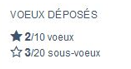 VOEUX DÉPOSÉS
★ 2/10 voeux
☆ 3/20 sous-voeux